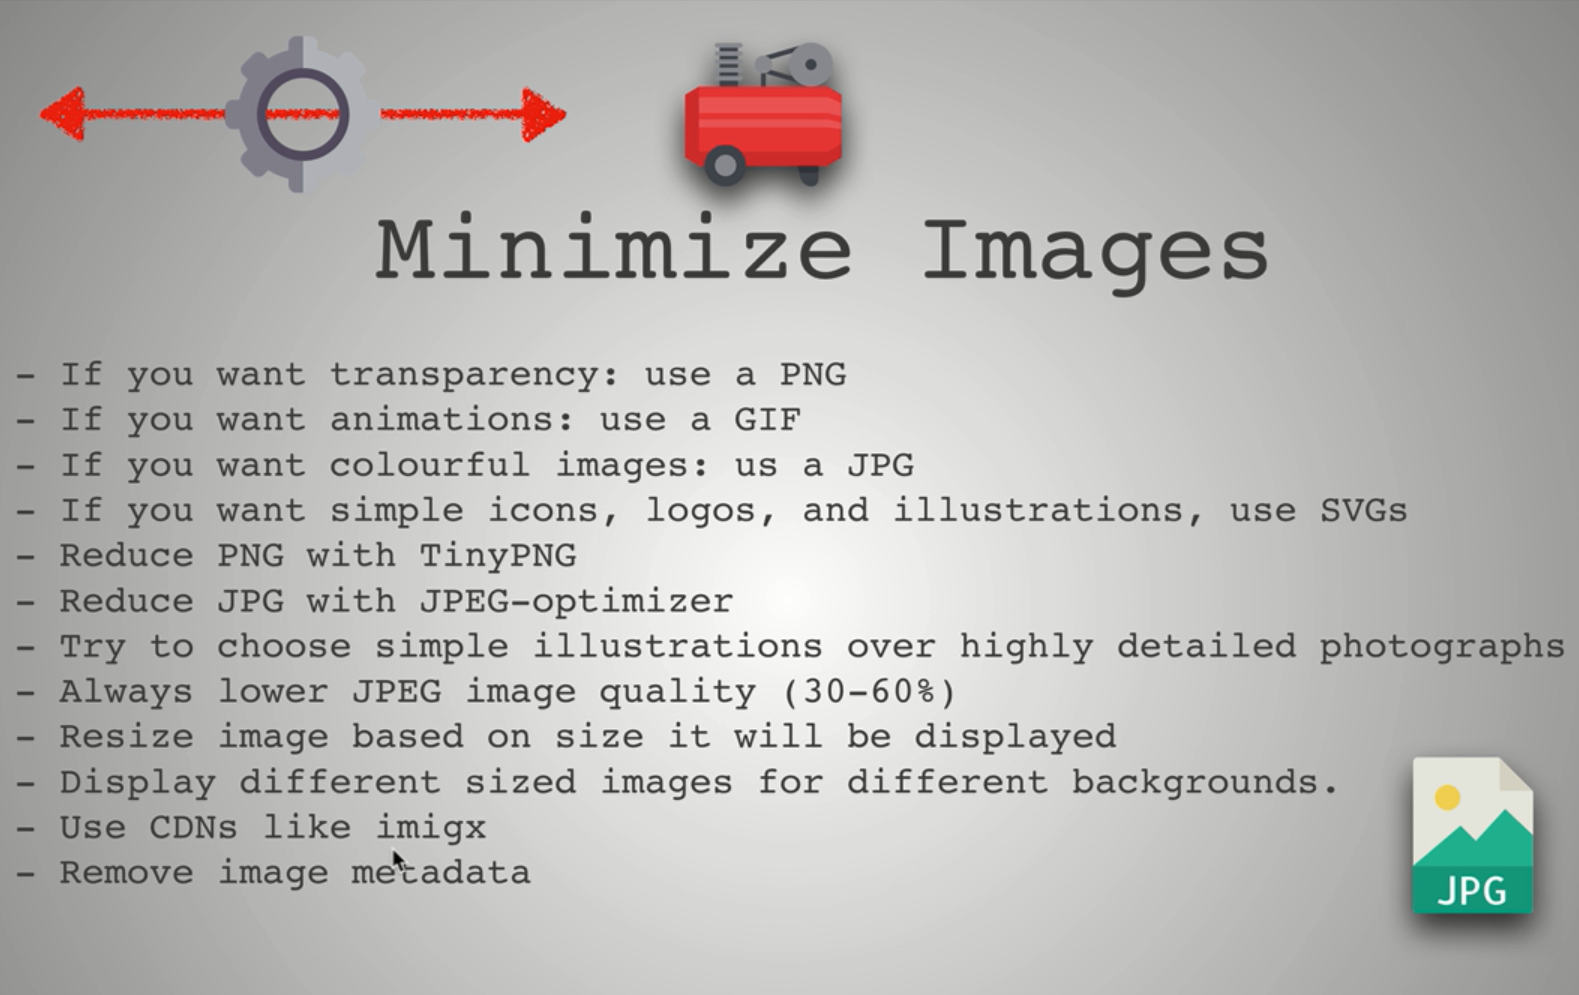 Minimize Images
- If you want transparency: use a PNG
- If you want animations: use a GIF
- If you want colourful images: us a JPG
- If you want simple icons, logos, and illustrations, use SVGs
- Reduce PNG with TinyPNG
- Reduce JPG with JPEG-optimizer
- Try to choose simple illustrations over highly detailed photographs
- Always lower JPEG image quality (30-60%)
- Resize image based on size it will be displayed
- Display different sized images for different backgrounds.
- Use CDNs like imigx
- Remove image metadata
JPG